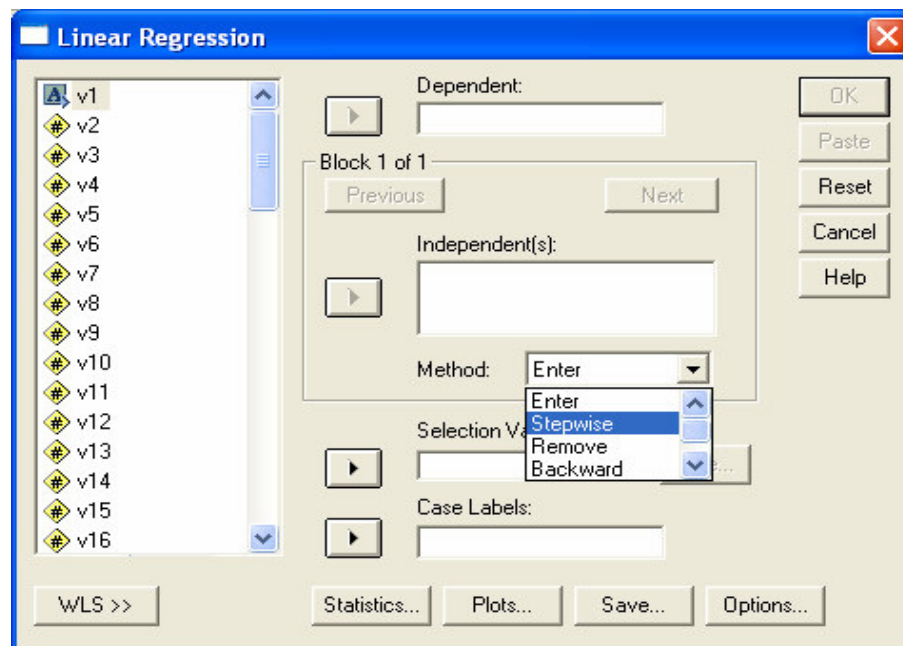 Linear Regression
v1
v2
v3
v4
v5
v6
v7
v8
v9
v10
v11
v12
v13
v14
v15
v16
Dependent:
Block 1 of 1
Previous
Next
Independent(s):
Method:
Enter
Enter
Stepwise
Remove
Backward
Selection Va
e...
Case Labels:
OK
Paste
Reset
Cancel
Help
WLS >>
Statistics...
Plots...
Save...
Options...